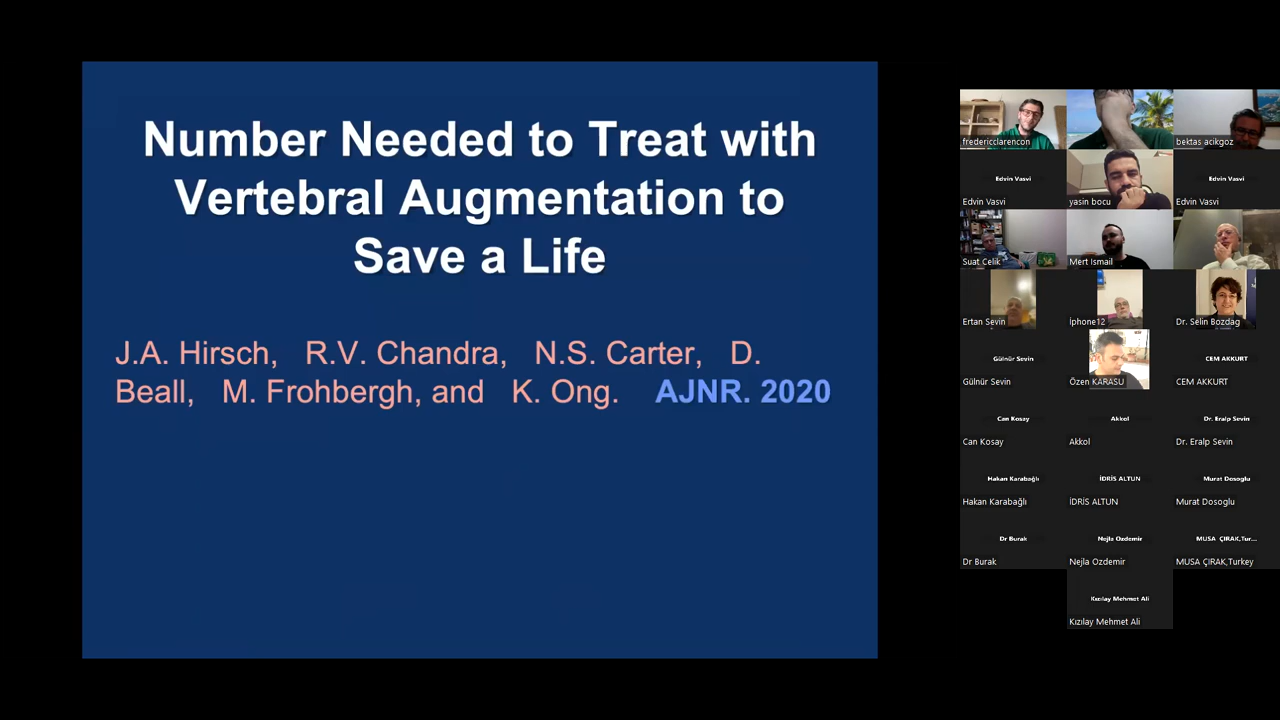 Number Needed to Treat with
Vertebral Augmentation to
Save a Life
J.A. Hirsch, R.V. Chandra, N.S. Carter, D.
Beall, M. Frohbergh, and K. Ong. AJNR. 2020
fredericclarencon
bektas acikgoz
Edvin Vasvi
Edvin Vasvi
Edvin Vasvi
yasin bocu
Edvin Vasvi
Suat Celik
Mert Ismail
Ertan Sevin
İphone12
Dr. Selin Bozdag
Gülnür Sevin
CEM AKKURT
Gülnür Sevin
Özen KARASU
CEM AKKURT
Can Kosay
Akkol
Dr. Eralp Sevin
Can Kosay
Akkol
Dr. Eralp Sevin
Hakan Karabağlı
İDRİS ALTUN
Murat Dosoglu
Hakan Karabağlı
İDRİS ALTUN
Murat Dosoglu
Dr Burak
Nejla Ozdemir
MUSA ÇIRAK,Tur...
Dr Burak
Nejla Ozdemir
MUSA ÇIRAK,Turkey
Kızılay Mehmet Ali
Kızılay Mehmet Ali